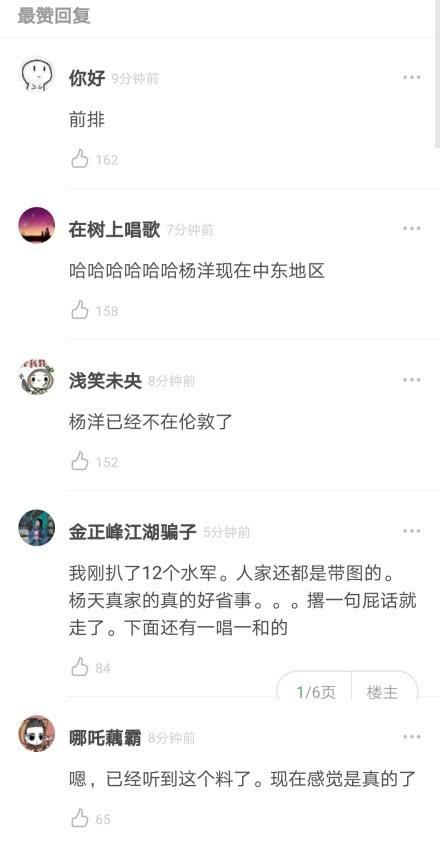 最赞回复
你好 9分钟前
前排
162
在树上唱歌 7分钟前
哈哈哈哈哈哈杨洋现在中东地区
158
浅笑未央 8分钟前
杨洋已经不在伦敦了
152
金正峰江湖骗子 5分钟前
我刚扒了12个水军。人家还都是带图的。
杨天真家的真的好省事。。。撂一句屁话就
走了。下面还有一唱一和的
84
1/6页 楼主
哪吒藕霸 8分钟前
嗯，已经听到这个料了。现在感觉是真的了
65